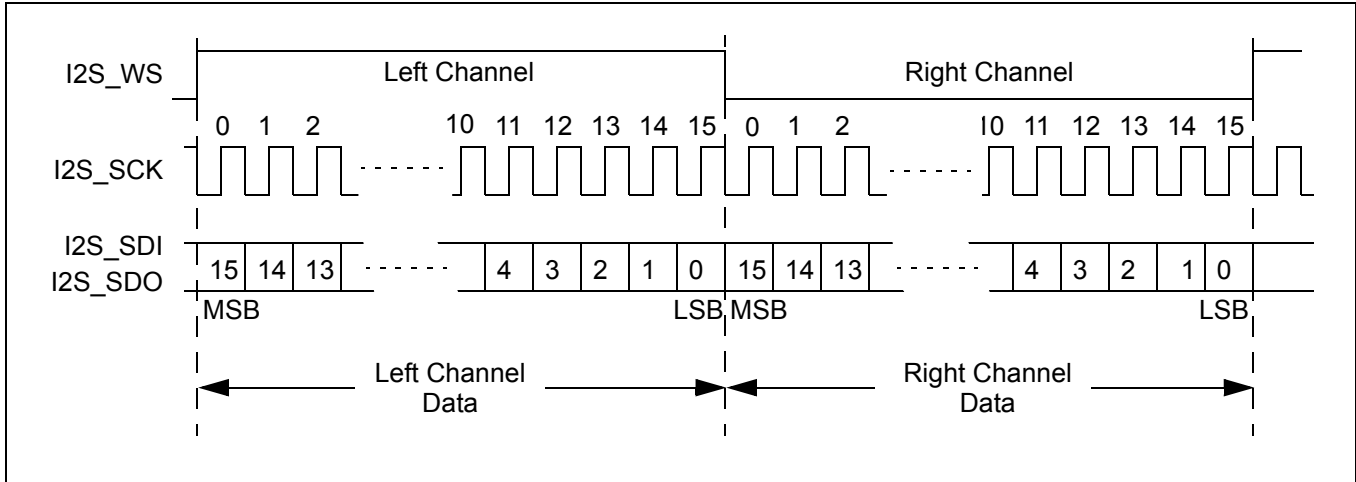 I2S_WS Left Channel Right Channel
0 1 2 10 11 12 13 14 15 0 1 2 10 11 12 13 14 15
I2S_SCK
I2S_SDI
I2S_SDO
15 14 13 4 3 2 1 0 15 14 13 4 3 2 1 0
MSB LSB MSB LSB
Left Channel
Data
Right Channel
Data